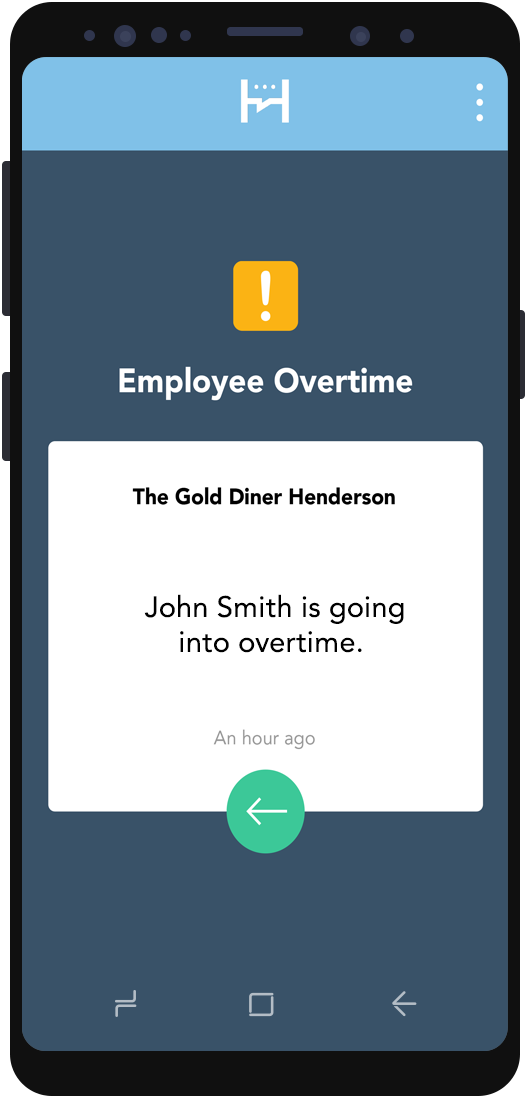 Employee Overtime
The Gold Diner Henderson
John Smith is going
into overtime.
An hour ago